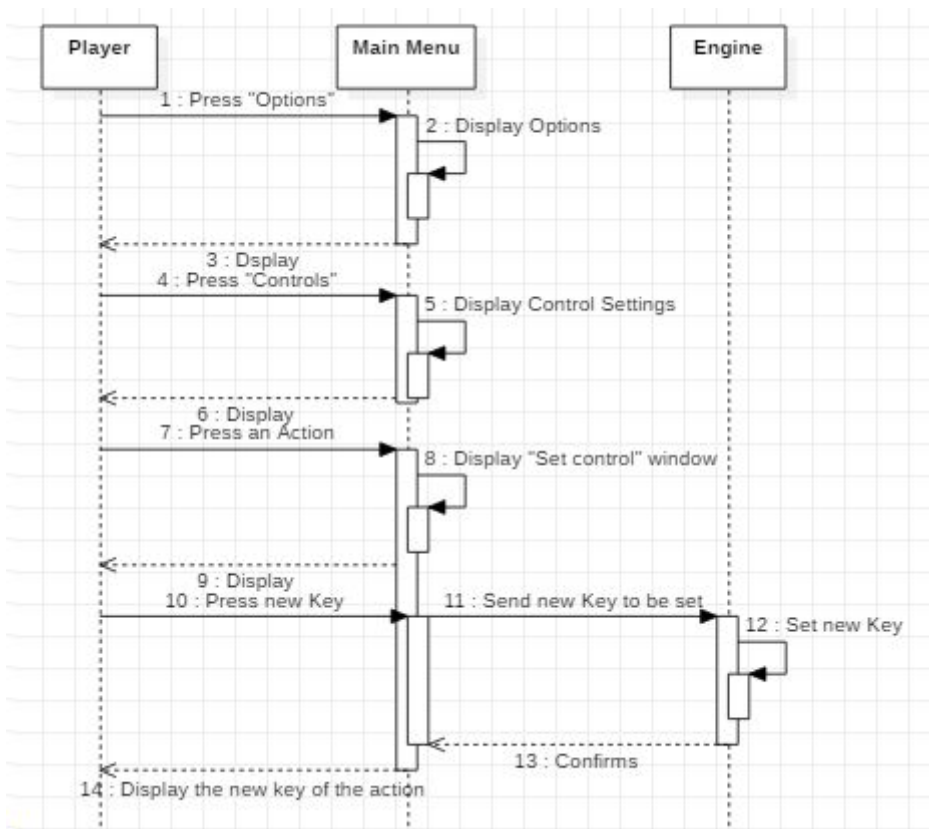 Player
Main Menu
Engine
1 : Press "Options"
2 : Display Options
3 : Dsplay
4 : Press "Controls"
5 : Display Control Settings
6 : Display
7 : Press an Action
8 : Display "Set control" window
9 : Display
10 : Press new Key
11 : Send new Key to be set
12 : Set new Key
13 : Confirms
14 : Display the new key of the action